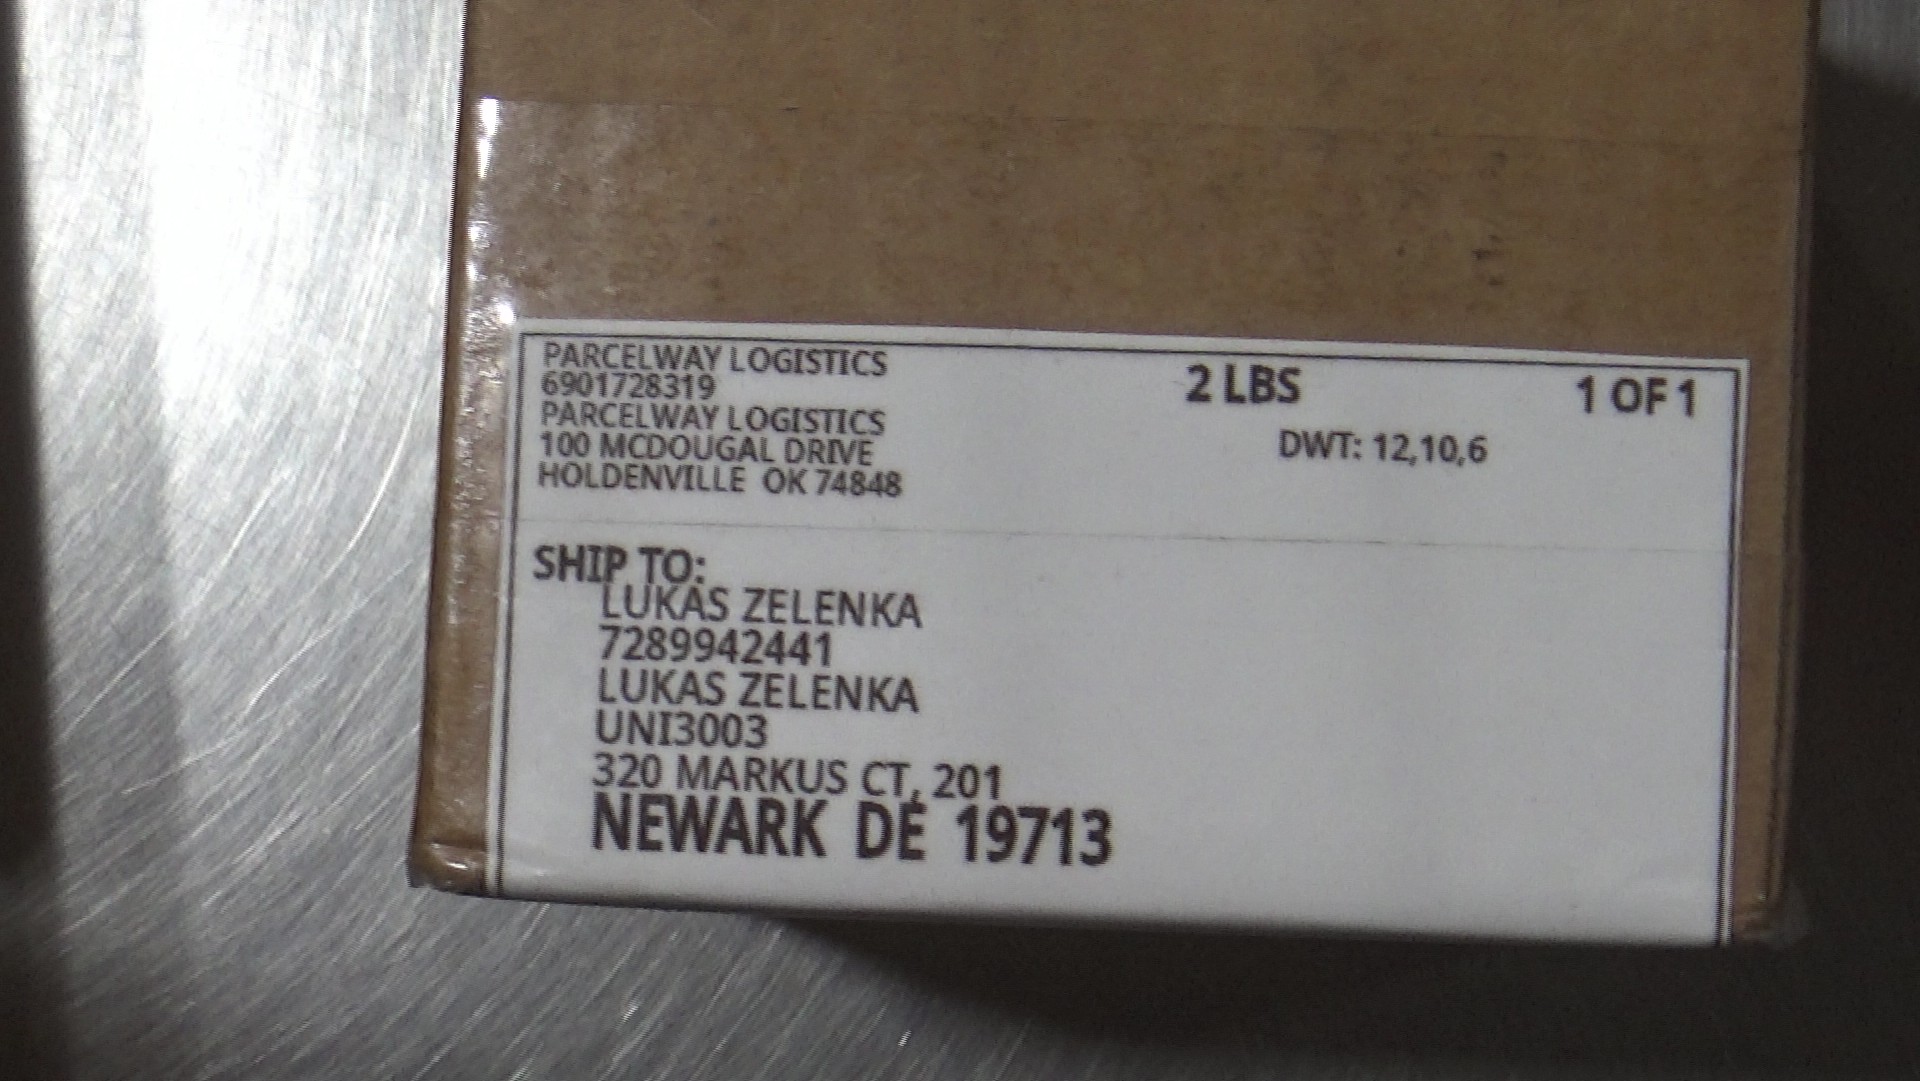 PARCELWAY LOGISTICS
6901728319
PARCELWAY LOGISTICS
100 MCDOUGAL DRIVE
HOLDENVILLE OK 74848
2 LBS
1 OF 1
DWT: 12,10,6
SHIP TO:
LUKAS ZELENKA
7289942441
LUKAS ZELENKA
UNI3003
320 MARKUS CT, 201
NEWARK DE 19713